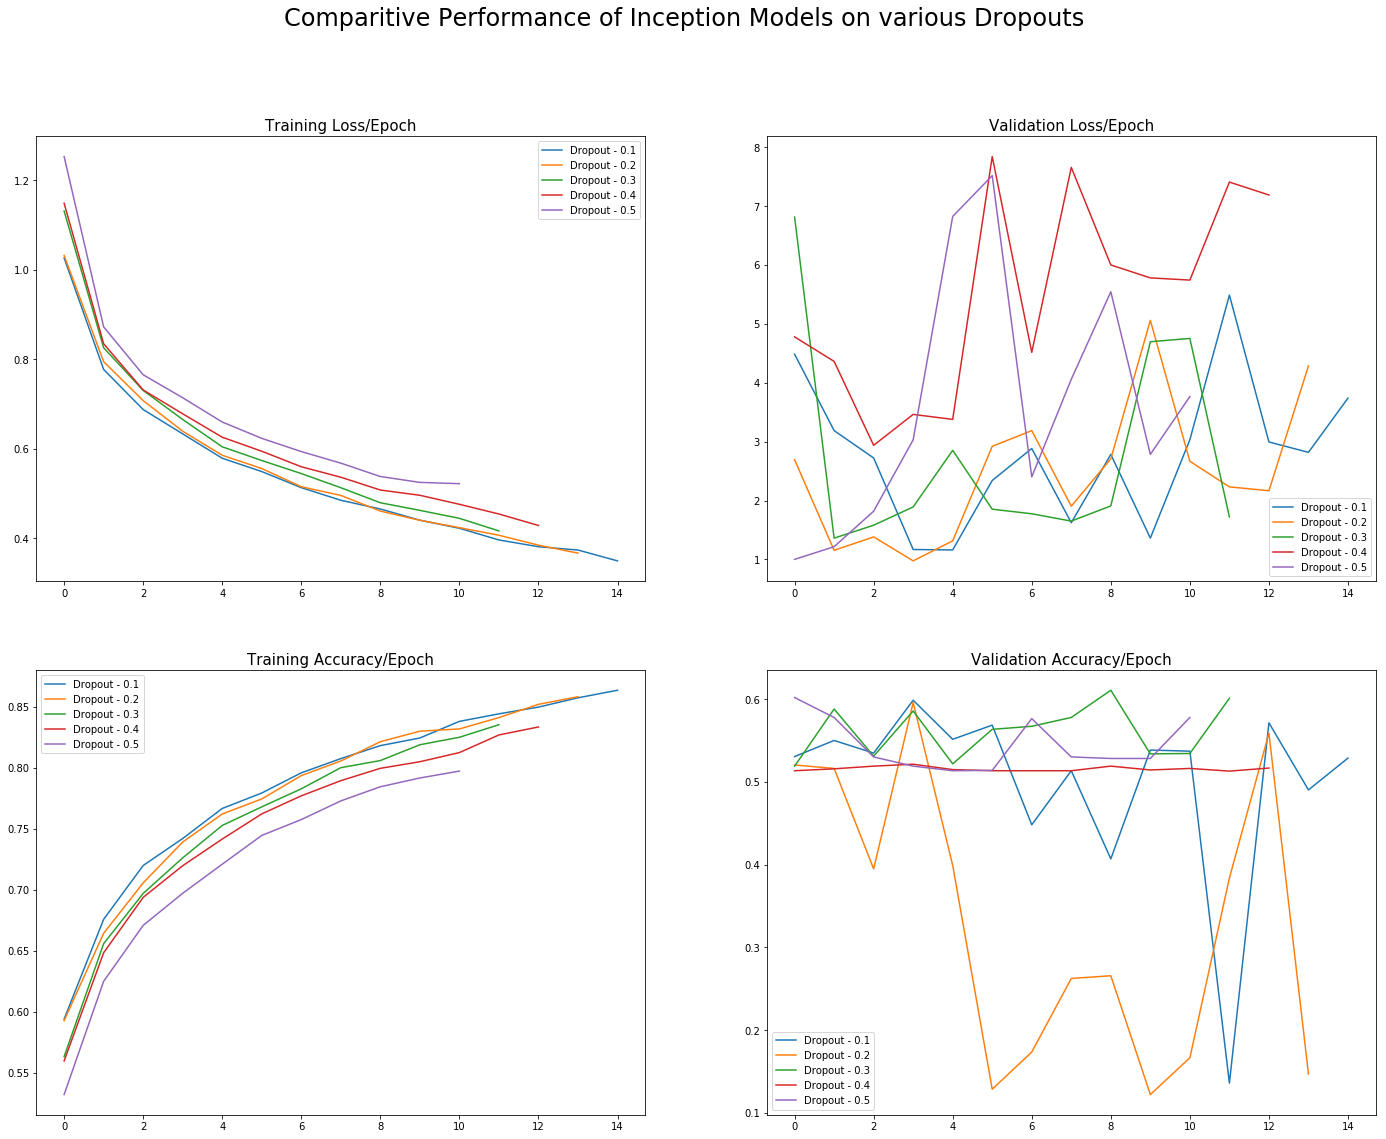 Comparitive Performance of Inception Models on various Dropouts
Training Loss/Epoch
1.2
1.0
0.8
0.6
0.4
0 2 4 6 8 10 12 14
Dropout - 0.1
Dropout - 0.2
Dropout - 0.3
Dropout - 0.4
Dropout - 0.5
Validation Loss/Epoch
8
7
6
5
4
3
2
1
0 2 4 6 8 10 12 14
Dropout - 0.1
Dropout - 0.2
Dropout - 0.3
Dropout - 0.4
Dropout - 0.5
Training Accuracy/Epoch
Dropout - 0.1
Dropout - 0.2
Dropout - 0.3
Dropout - 0.4
Dropout - 0.5
0.85
0.80
0.75
0.70
0.65
0.60
0.55
0 2 4 6 8 10 12 14
Validation Accuracy/Epoch
0.6
0.5
0.4
0.3
0.2
0.1
Dropout - 0.1
Dropout - 0.2
Dropout - 0.3
Dropout - 0.4
Dropout - 0.5
0 2 4 6 8 10 12 14